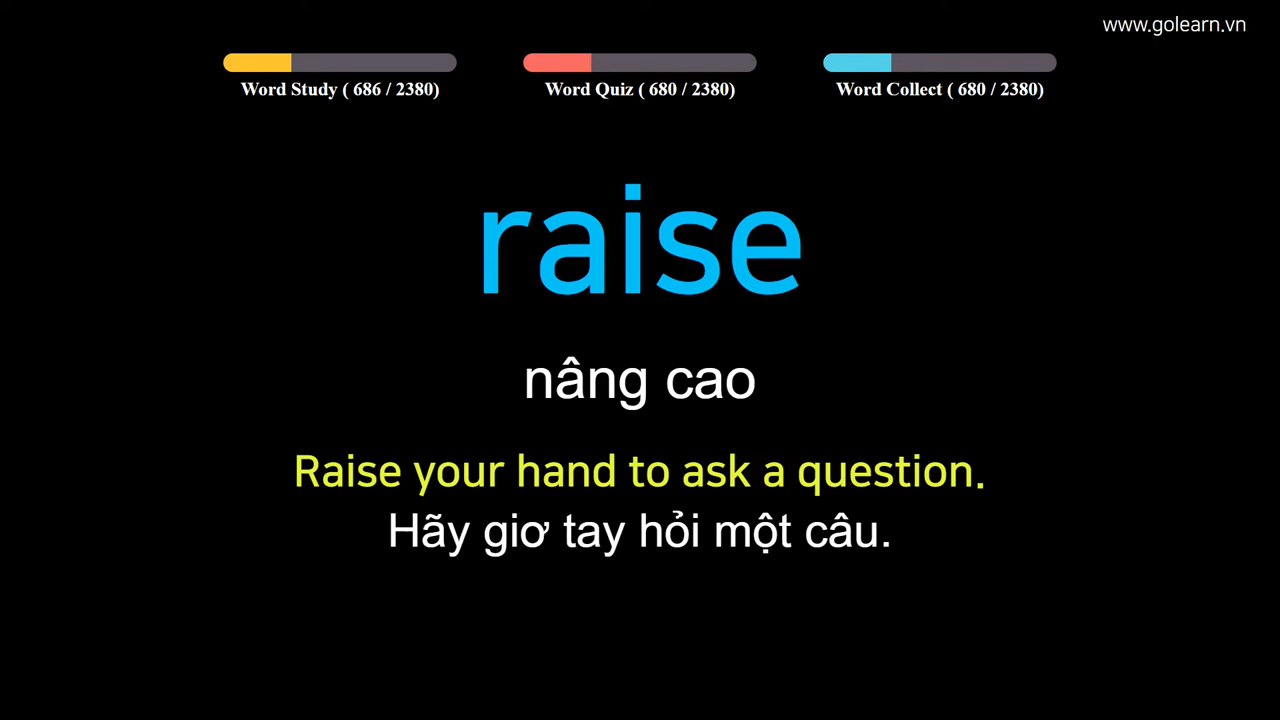 www.golearn.vn
Word Study ( 686 / 2380)
Word Quiz ( 680 / 2380)
Word Collect ( 680 / 2380)
raise
nâng cao
Raise your hand to ask a question.
Hãy giơ tay hỏi một câu.